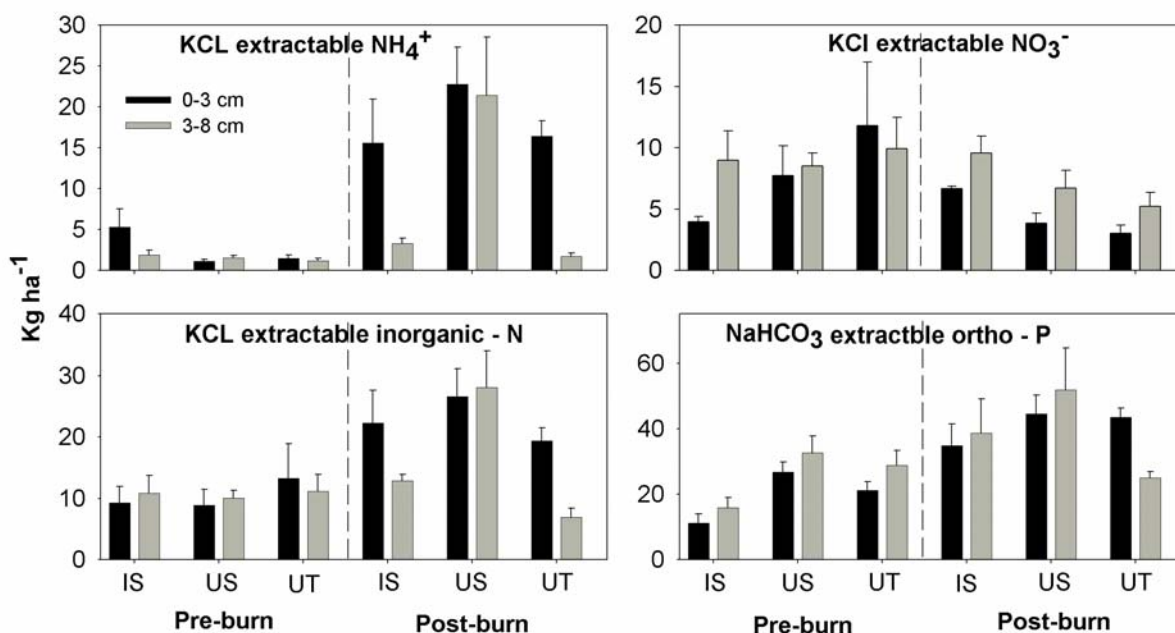 KCL extractable NH4+
30
25
20
15
10
5
0
0-3 cm
3-8 cm
KCl extractable NO3-
20
15
10
5
0
Kg ha-1
KCL extractable inorganic - N
40
30
20
10
0
IS US UT IS US UT
Pre-burn Post-burn
NaHCO3 extractble ortho - P
60
40
20
0
IS US UT IS US UT
Pre-burn Post-burn